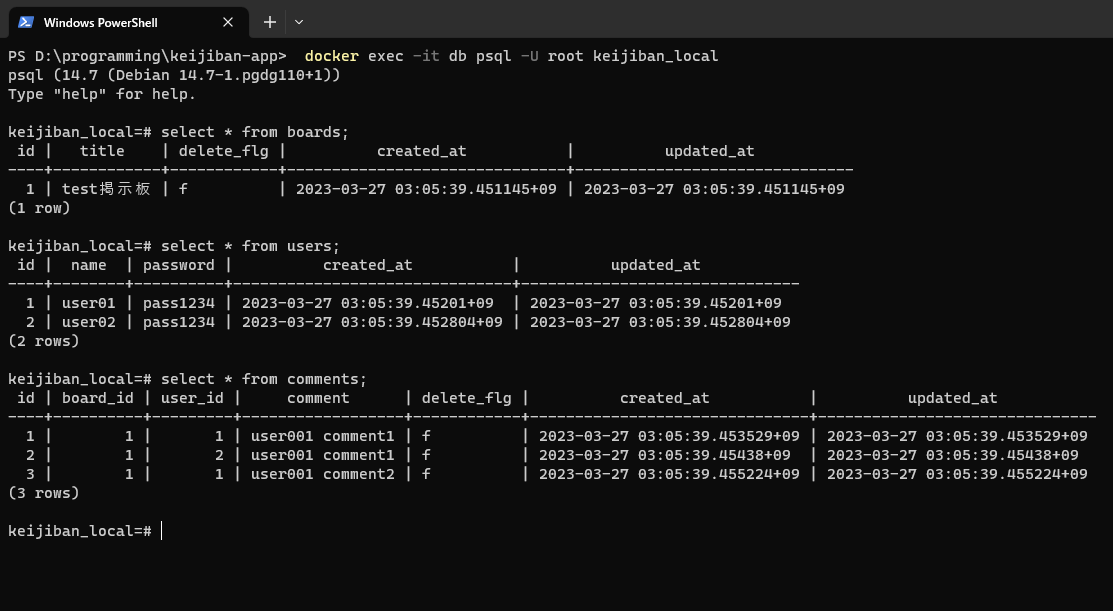 Windows PowerShell
PS D:\programming\keijiban-app>  docker exec -it db psql -U root keijiban_local
psql (14.7 (Debian 14.7-1.pgdg110+1))
Type "help" for help.
keijiban_local=# select * from boards;
 id |   title    | delete_flg |          created_at           |          updated_at
----+------------+------------+-------------------------------+-------------------------------
  1 | test掲示板 | f          | 2023-03-27 03:05:39.451145+09 | 2023-03-27 03:05:39.451145+09
(1 row)
keijiban_local=# select * from users;
 id |  name  | password |          created_at           |          updated_at
----+--------+----------+-------------------------------+-------------------------------
  1 | user01 | pass1234 | 2023-03-27 03:05:39.45201+09  | 2023-03-27 03:05:39.45201+09
  2 | user02 | pass1234 | 2023-03-27 03:05:39.452804+09 | 2023-03-27 03:05:39.452804+09
(2 rows)
keijiban_local=# select * from comments;
 id | board_id | user_id |     comment      | delete_flg |          created_at           |          updated_at
----+----------+---------+------------------+------------+-------------------------------+-------------------------------
  1 |        1 |       1 | user001 comment1 | f          | 2023-03-27 03:05:39.453529+09 | 2023-03-27 03:05:39.453529+09
  2 |        1 |       2 | user001 comment1 | f          | 2023-03-27 03:05:39.45438+09  | 2023-03-27 03:05:39.45438+09
  3 |        1 |       1 | user001 comment2 | f          | 2023-03-27 03:05:39.455224+09 | 2023-03-27 03:05:39.455224+09
(3 rows)
keijiban_local=#